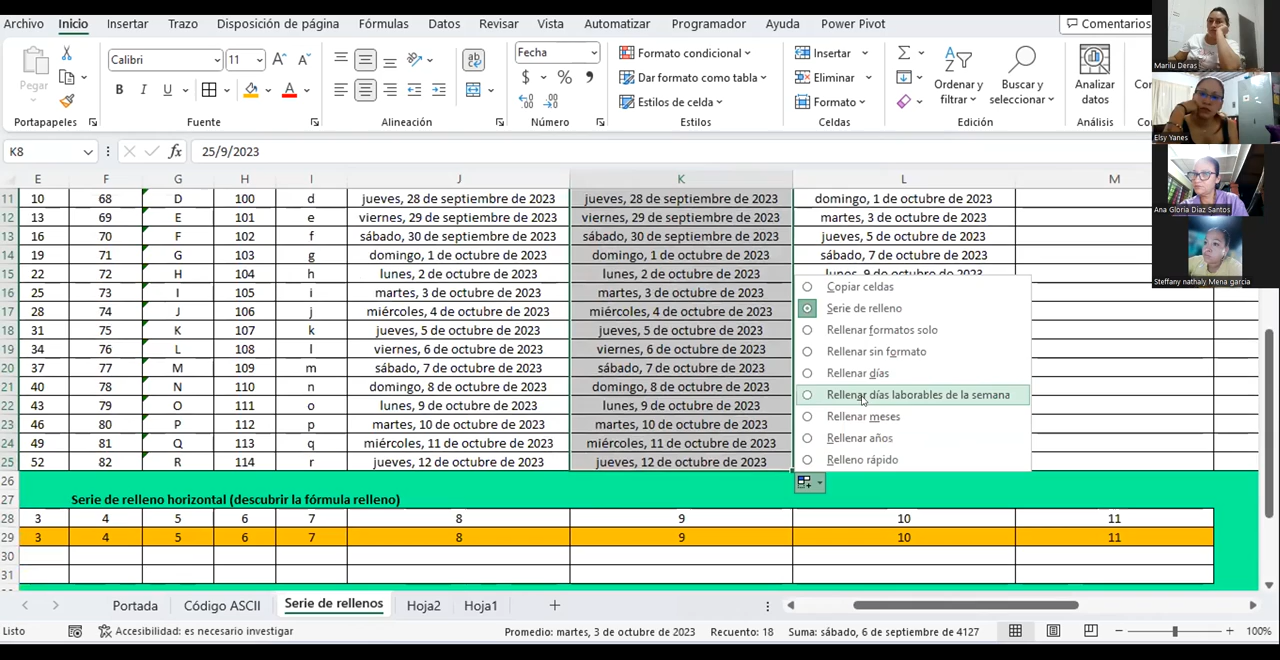 Archivo Inicio Insertar Trazo Disposición de página Fórmulas Datos Revisar Vista Automatizar Programador Ayuda Power Pivot Comentarios
Pegar
Calibri 11
N K S
Fecha
Formato condicional
Dar formato como tabla
Estilos de celda
Insertar
Eliminar
Formato
Ordenar y filtrar
Buscar y seleccionar
Analizar datos
Portapapeles Fuente Alineación Número Estilos Celdas Edición Análisis
Marilu Deras
Elsy Yanes
Ana Gloria Diaz Santos
Steffany nathaly Mena garcia
K8 fx 25/9/2023
E F G H I J K L M
11 10 68 D 100 d jueves, 28 de septiembre de 2023 jueves, 28 de septiembre de 2023 domingo, 1 de octubre de 2023
12 13 69 E 101 e viernes, 29 de septiembre de 2023 viernes, 29 de septiembre de 2023 martes, 3 de octubre de 2023
13 16 70 F 102 f sábado, 30 de septiembre de 2023 sábado, 30 de septiembre de 2023 jueves, 5 de octubre de 2023
14 19 71 G 103 g domingo, 1 de octubre de 2023 domingo, 1 de octubre de 2023 sábado, 7 de octubre de 2023
15 22 72 H 104 h lunes, 2 de octubre de 2023 lunes, 2 de octubre de 2023 lunes, 9 de octubre de 2023
16 25 73 I 105 i martes, 3 de octubre de 2023 martes, 3 de octubre de 2023
17 28 74 J 106 j miércoles, 4 de octubre de 2023 miércoles, 4 de octubre de 2023
18 31 75 K 107 k jueves, 5 de octubre de 2023 jueves, 5 de octubre de 2023
19 34 76 L 108 l viernes, 6 de octubre de 2023 viernes, 6 de octubre de 2023
20 37 77 M 109 m sábado, 7 de octubre de 2023 sábado, 7 de octubre de 2023
21 40 78 N 110 n domingo, 8 de octubre de 2023 domingo, 8 de octubre de 2023
22 43 79 O 111 o lunes, 9 de octubre de 2023 lunes, 9 de octubre de 2023
23 46 80 P 112 p martes, 10 de octubre de 2023 martes, 10 de octubre de 2023
24 49 81 Q 113 q miércoles, 11 de octubre de 2023 miércoles, 11 de octubre de 2023
25 52 82 R 114 r jueves, 12 de octubre de 2023 jueves, 12 de octubre de 2023
Copiar celdas
Serie de relleno
Rellenar formatos solo
Rellenar sin formato
Rellenar días
Rellenar días laborables de la semana
Rellenar meses
Rellenar años
Relleno rápido
26
27 Serie de relleno horizontal (descubrir la fórmula relleno)
28 3 4 5 6 7 8 9 10 11
29 3 4 5 6 7 8 9 10 11
30
31
Portada Código ASCII Serie de rellenos Hoja2 Hoja1
Listo Accesibilidad: es necesario investigar Promedio: martes, 3 de octubre de 2023 Recuento: 18 Suma: sábado, 6 de septiembre de 4127 100%